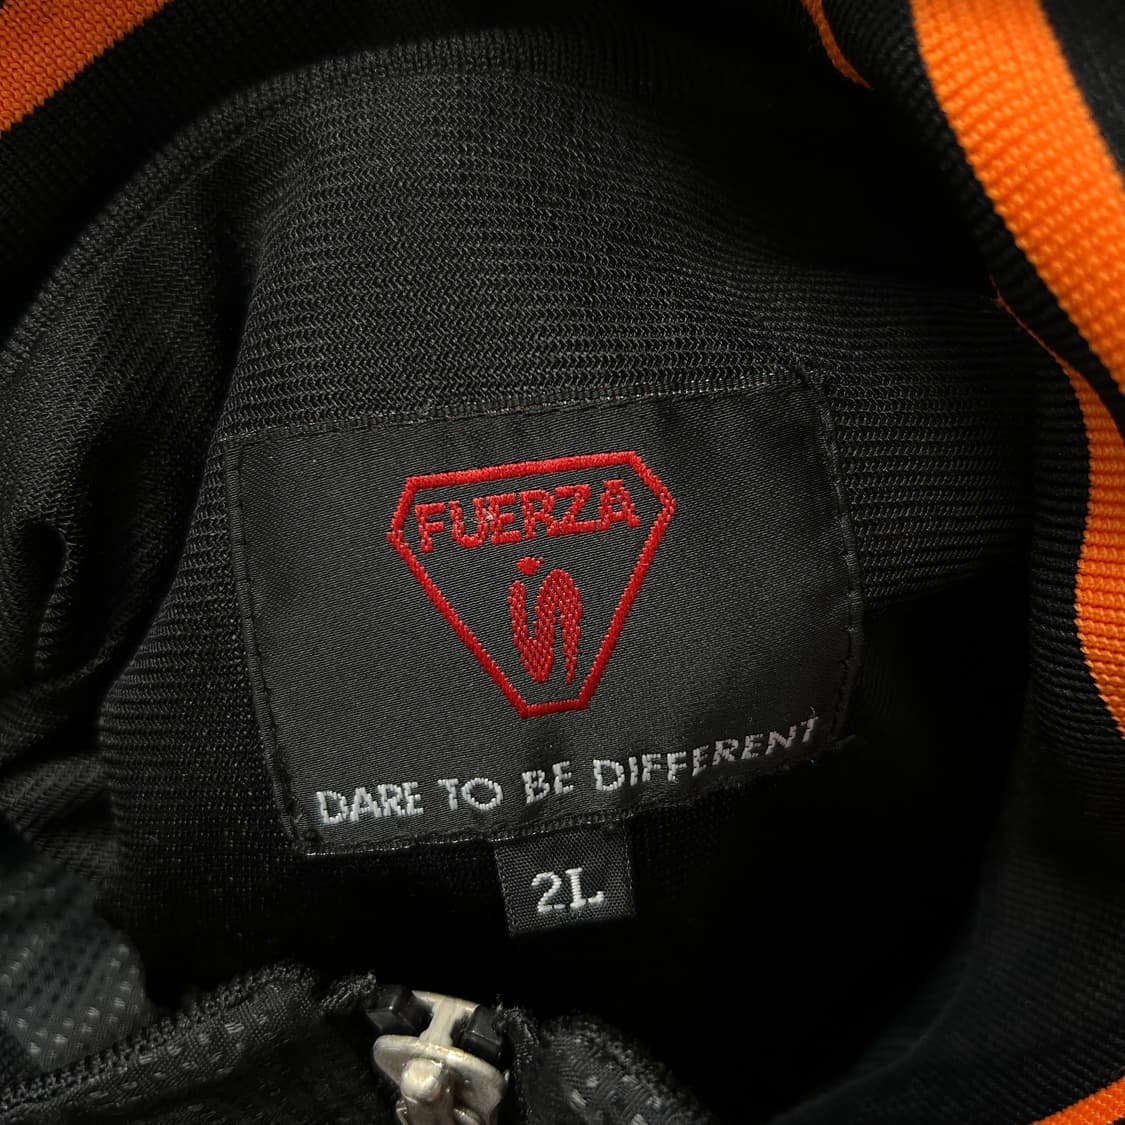 FUERZA
DARE TO BE DIFFERENT
2L